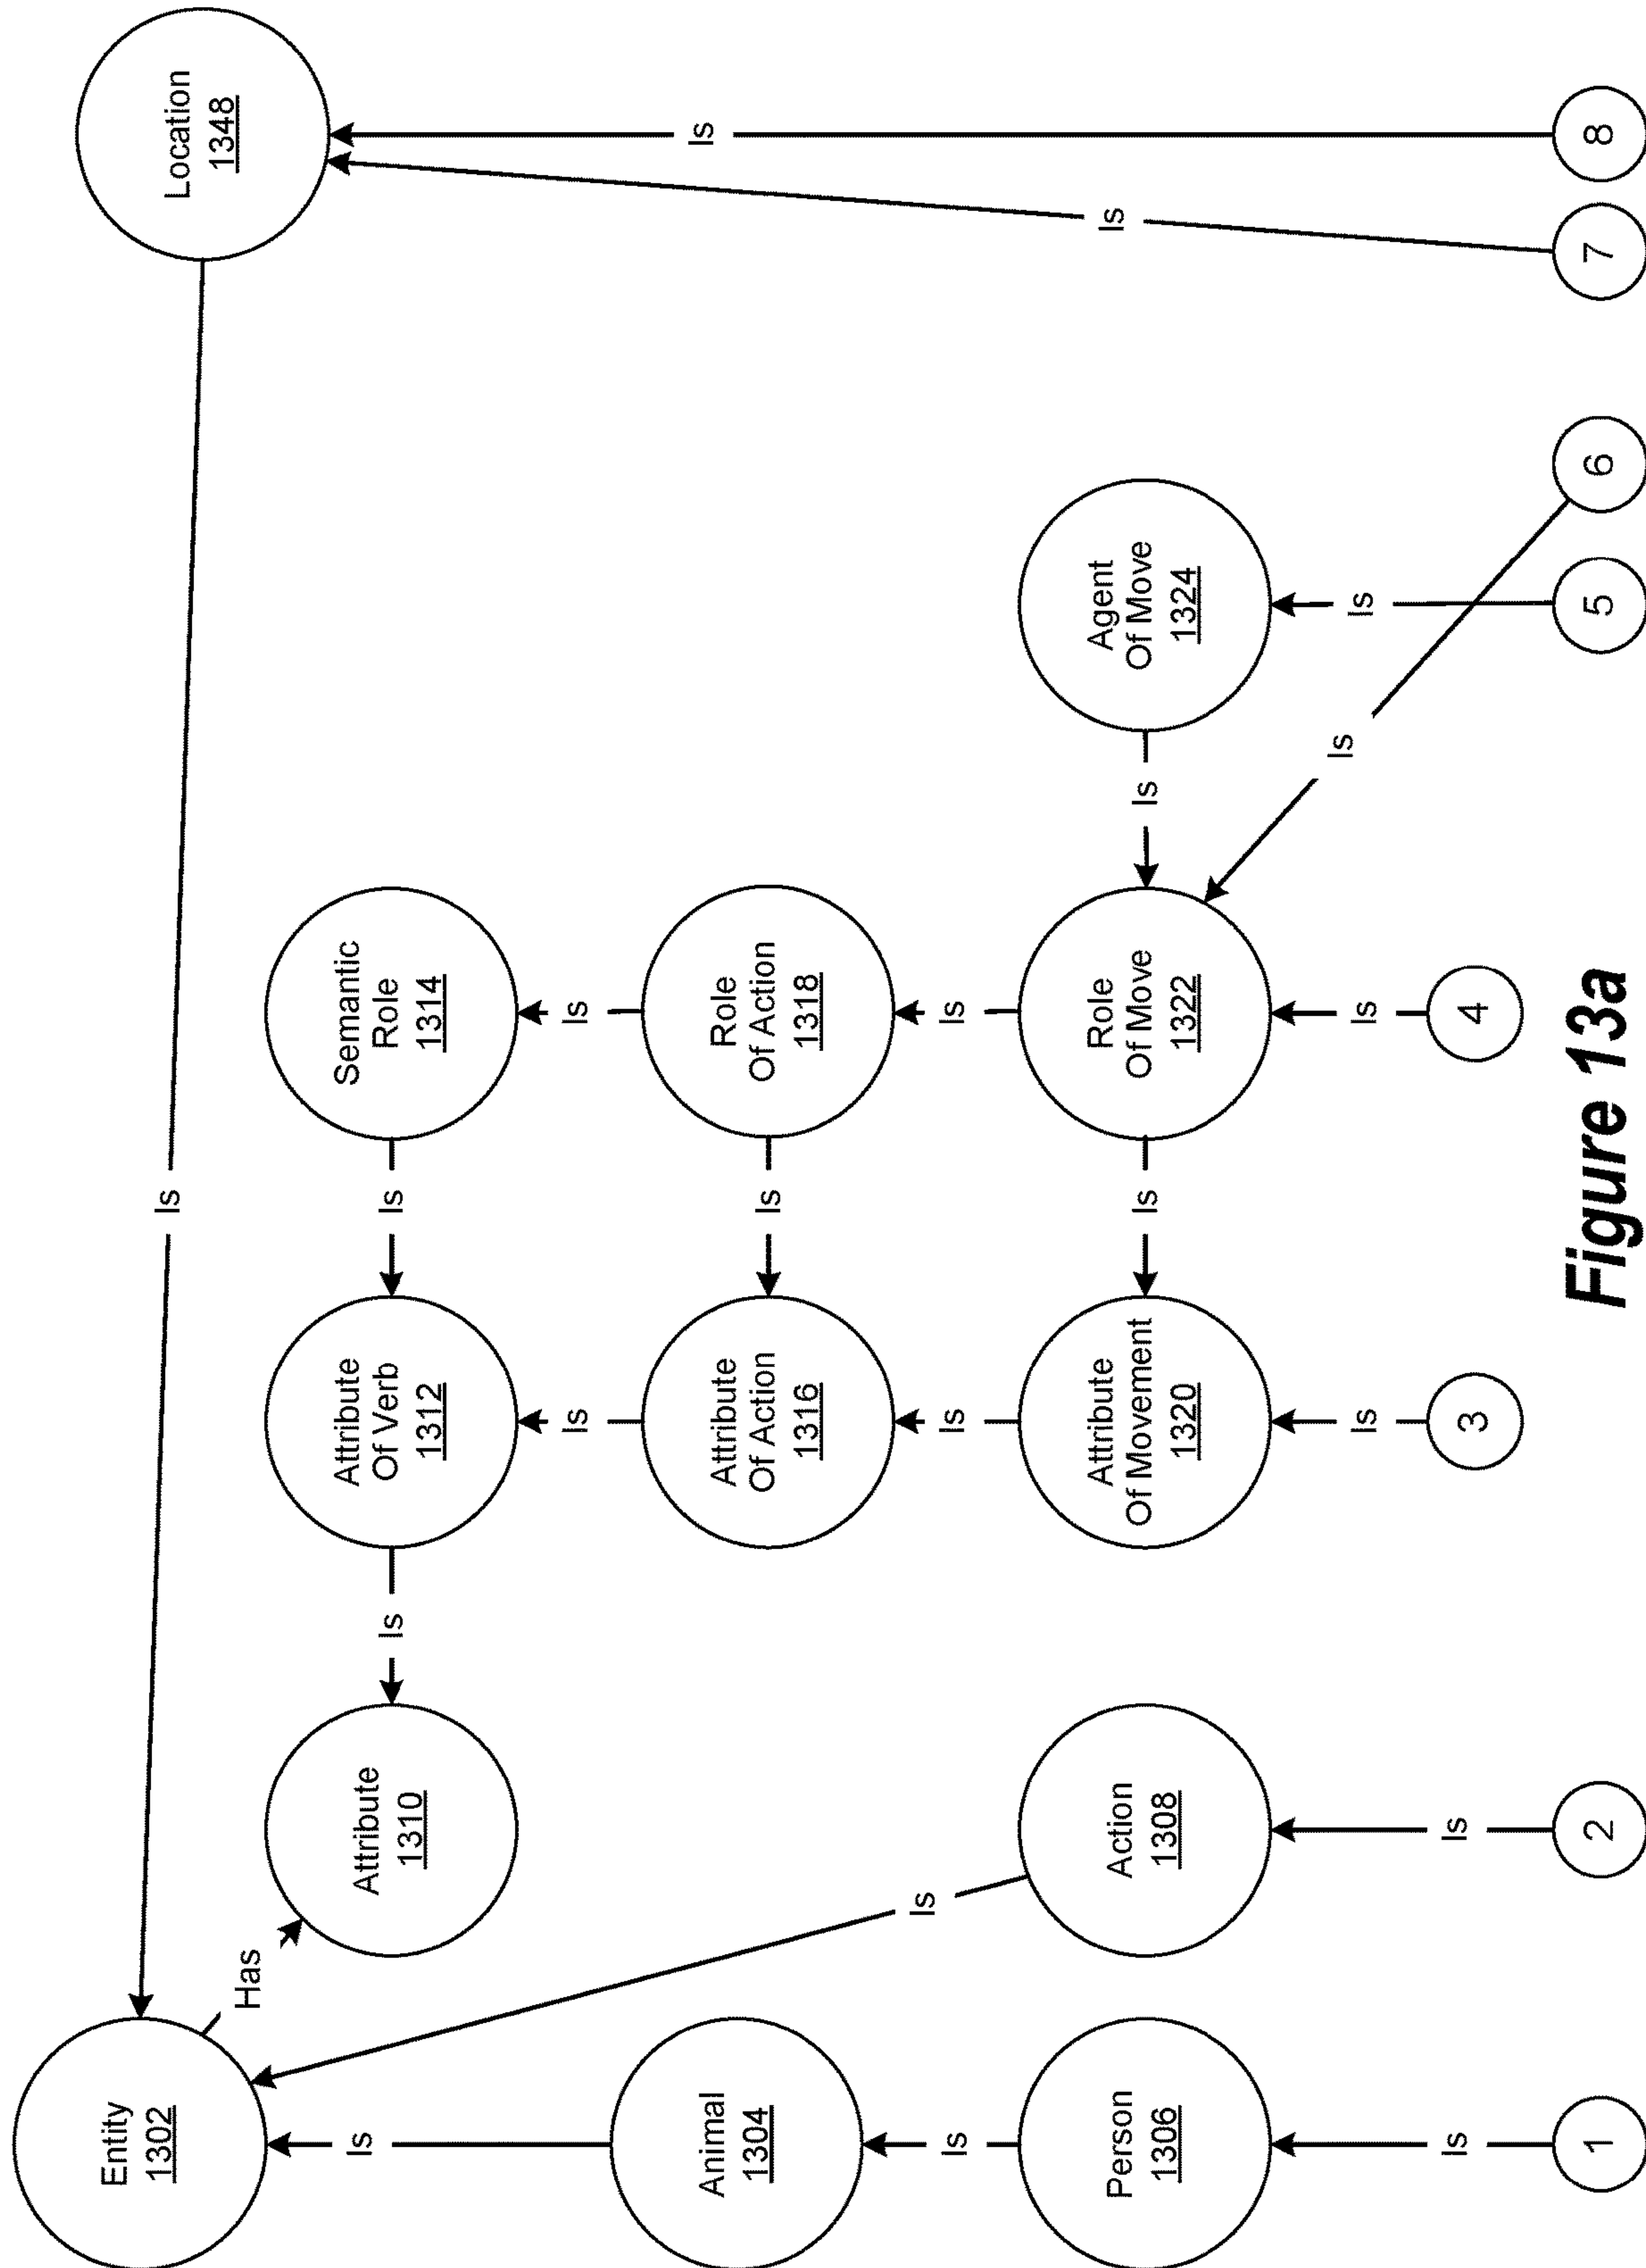 Entity
1302
Is
Location
1348
Has
Attribute
1310
Is
Attribute
Of Verb
1312
Is
Semantic
Role
1314
Is
Is
Is
Is
Animal
1304
Is
Attribute
Of Action
1316
Is
Role
Of Action
1318
Is
Is
Is
Is
Person
1306
Action
1308
Attribute
Of Movement
1320
Is
Role
Of Move
1322
Is
Agent
Of Move
1324
Is
Is
Is
Is
Is
Is
Is
Is
3
4
1
2
5
6
7
8
Figure 13a